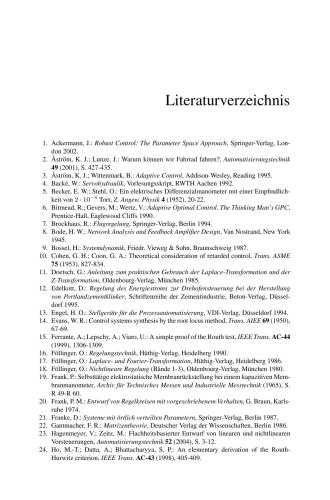 Literaturverzeichnis
1. Ackermann, J.: Robust Control: The Parameter Space Approach, Springer-Verlag, Lon-
don 2002.
2. Åström, K. J.; Lunze, J.: Warum können wir Fahrrad fahren?, Automatisierungstechnik
49 (2001), S. 427-435.
3. Åström, K. J.; Wittenmark, B.: Adaptive Control, Addison-Wesley, Reading 1995.
4. Backé, W.: Servohydraulik, Vorlesungsskript, RWTH Aachen 1992.
5. Becker, E. W.; Stehl, O.: Ein elektrisches Differenzialmanometer mit einer Empfindlich-
keit von 2 · 10⁻⁴ Torr, Z. Angew. Physik 4 (1952), 20-22.
6. Bitmead, R.; Gevers, M.; Wertz, V.: Adaptive Optimal Control. The Thinking Man's GPC,
Prentice-Hall, Englewood Cliffs 1990.
7. Brockhaus, R.: Flugregelung, Springer-Verlag, Berlin 1994.
8. Bode, H. W.: Network Analysis and Feedback Amplifier Design, Van Nostrand, New York
1945.
9. Bossel, H.: Systemdynamik, Friedr. Vieweg & Sohn, Braunschweig 1987.
10. Cohen, G. H.; Coon, G. A.: Theoretical consideration of retarded control, Trans. ASME
75 (1953), 827-834.
11. Doetsch, G.: Anleitung zum praktischen Gebrauch der Laplace-Transformation und der
Z-Transformation, Oldenbourg-Verlag, München 1985.
12. Edelkott, D.: Regelung des Energiestroms zur Drehofensteuerung bei der Herstellung
von Portlandzementklinker, Schriftenreihe der Zementindustrie, Beton-Verlag, Düssel-
dorf 1995.
13. Engel, H. O.: Stellgeräte für die Prozessautomatisierung, VDI-Verlag, Düsseldorf 1994.
14. Evans, W. R.: Control systems synthesis by the root locus method, Trans. AIEE 69 (1950),
67-69.
15. Ferrante, A.; Lepschy, A.; Viaro, U.: A simple proof of the Routh test, IEEE Trans. AC-44
(1999), 1306-1309.
16. Föllinger, O.: Regelungstechnik, Hüthig-Verlag, Heidelberg 1990.
17. Föllinger, O.: Laplace- und Fourier-Transformation, Hüthig-Verlag, Heidelberg 1986.
18. Föllinger, O.: Nichtlineare Regelung (Bände 1-3), Oldenbourg-Verlag, München 1980.
19. Frank, P.: Selbsttätige elektrostatische Membranrückstellung bei einem kapazitiven Mem-
branmanometer, Archiv für Technisches Messen und Industrielle Messtechnik (1965), S.
R 49-R 60.
20. Frank, P. M.: Entwurf von Regelkreisen mit vorgeschriebenem Verhalten, G. Braun, Karls-
ruhe 1974.
21. Franke, D.: Systeme mit örtlich verteilten Parametern, Springer-Verlag, Berlin 1987.
22. Gantmacher, F. R.: Matrizentheorie, Deutscher Verlag der Wissenschaften, Berlin 1986.
23. Hagenmeyer, V.; Zeitz, M.: Flachheitsbasierter Entwurf von linearen und nichtlinearen
Vorsteuerungen, Automatisierungstechnik 52 (2004), S. 3-12.
24. Ho, M.-T.; Datta, A.; Bhattacharyya, S. P.: An elementary derivation of the Routh-
Hurwitz criterion, IEEE Trans. AC-43 (1998), 405-409.